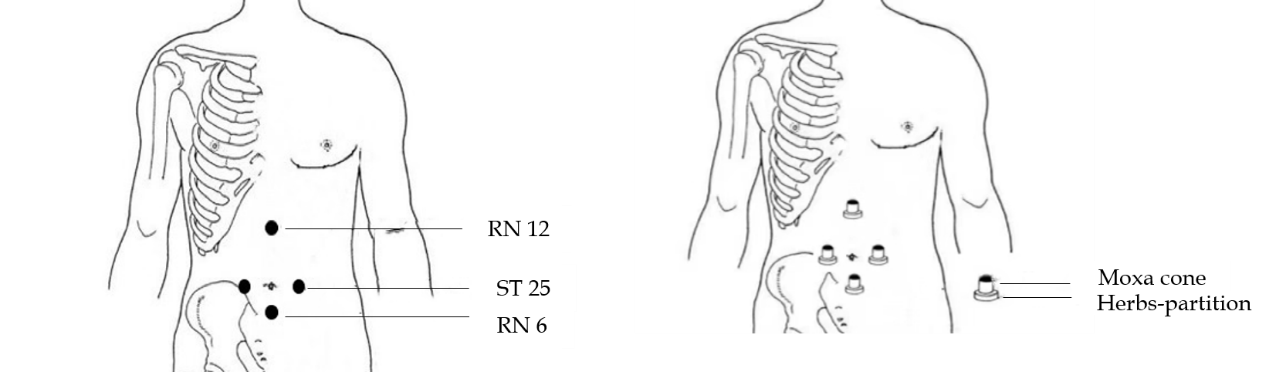 RN 12
ST 25
RN 6
Moxa cone
Herbs-partition